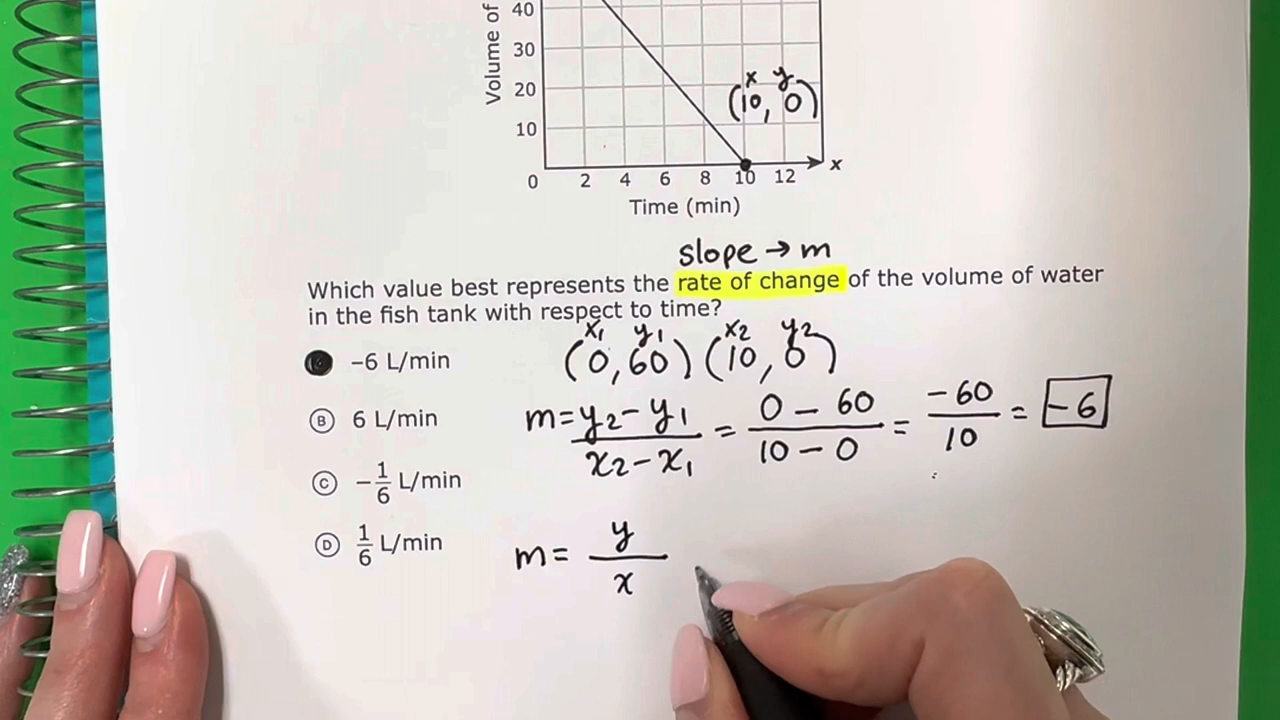 Volume of
40
30
20
10
x y
(10, 0)
0 2 4 6 8 10 12 x
Time (min)
slope → m
Which value best represents the rate of change of the volume of water
in the fish tank with respect to time?
x1 y1 x2 y2
(0, 60) (10, 0)
-6 L/min
m = y2 - y1 / x2 - x1 = 0 - 60 / 10 - 0 = -60 / 10 = -6
B 6 L/min
C -1/6 L/min
D 1/6 L/min
m = y / x